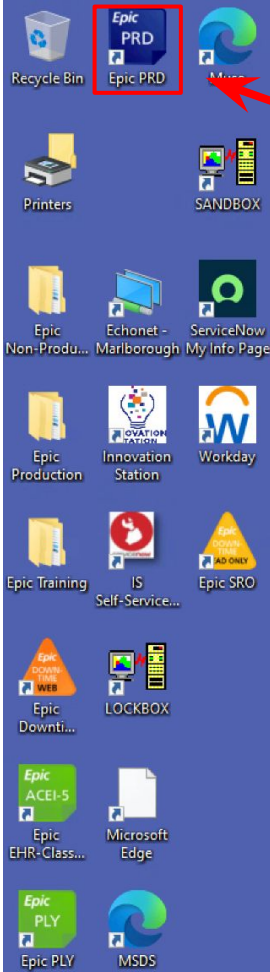 Epic
PRD
Recycle Bin
Epic PRD
Muse
Printers
SANDBOX
Epic
Non-Produ...
Echonet -
Marlborough
ServiceNow
My Info Page
OVATION
STATION
Epic
Production
Innovation
Station
Workday
Epic
DOWN-
TIME
AD ONLY
Epic Training
IS
Self-Service...
Epic SRO
Epic
DOWN-
TIME
WEB
Epic
Downti...
LOCKBOX
Epic
ACEI-5
Epic
EHR-Class...
Microsoft
Edge
Epic
PLY
Epic PLY
MSDS